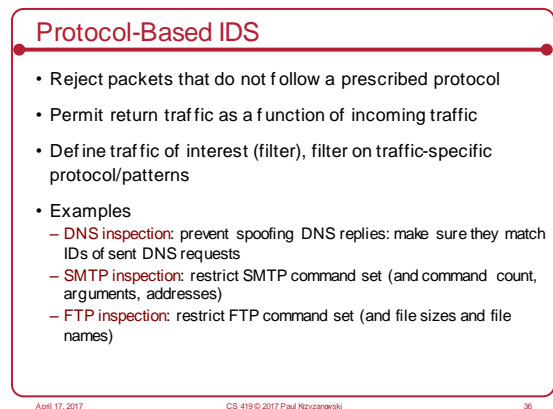 Protocol-Based IDS
• Reject packets that do not follow a prescribed protocol
• Permit return traffic as a function of incoming traffic
• Define traffic of interest (filter), filter on traffic-specific
protocol/patterns
• Examples
– DNS inspection: prevent spoofing DNS replies: make sure they match
IDs of sent DNS requests
– SMTP inspection: restrict SMTP command set (and command count,
arguments, addresses)
– FTP inspection: restrict FTP command set (and file sizes and file
names)
April 17, 2017
CS 419 © 2017 Paul Krzyzanowski
36